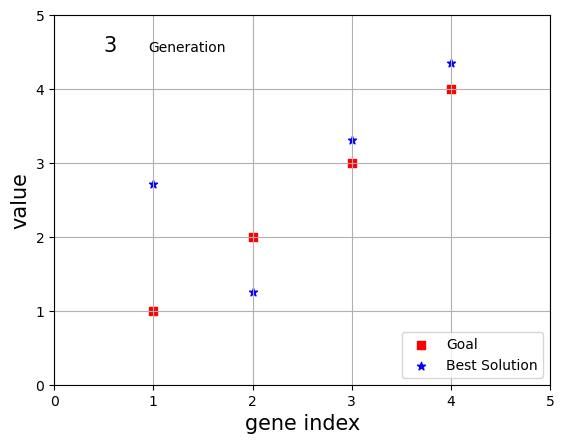 3 Generation
5
4
3
2
1
0
value
Goal
Best Solution
0 1 2 3 4 5
gene index